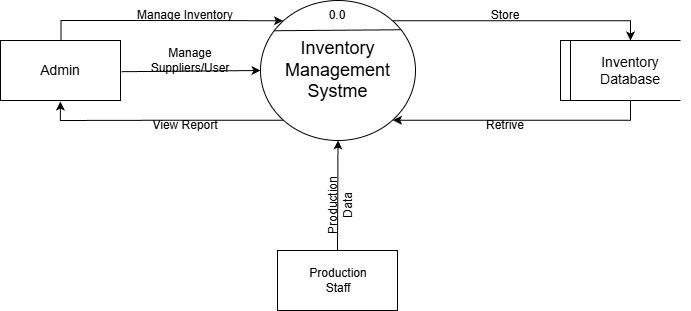 Manage Inventory
0.0
Store
Admin
Manage
Suppliers/User
Inventory
Management
Systme
Inventory
Database
View Report
Retrive
Production
Data
Production
Staff